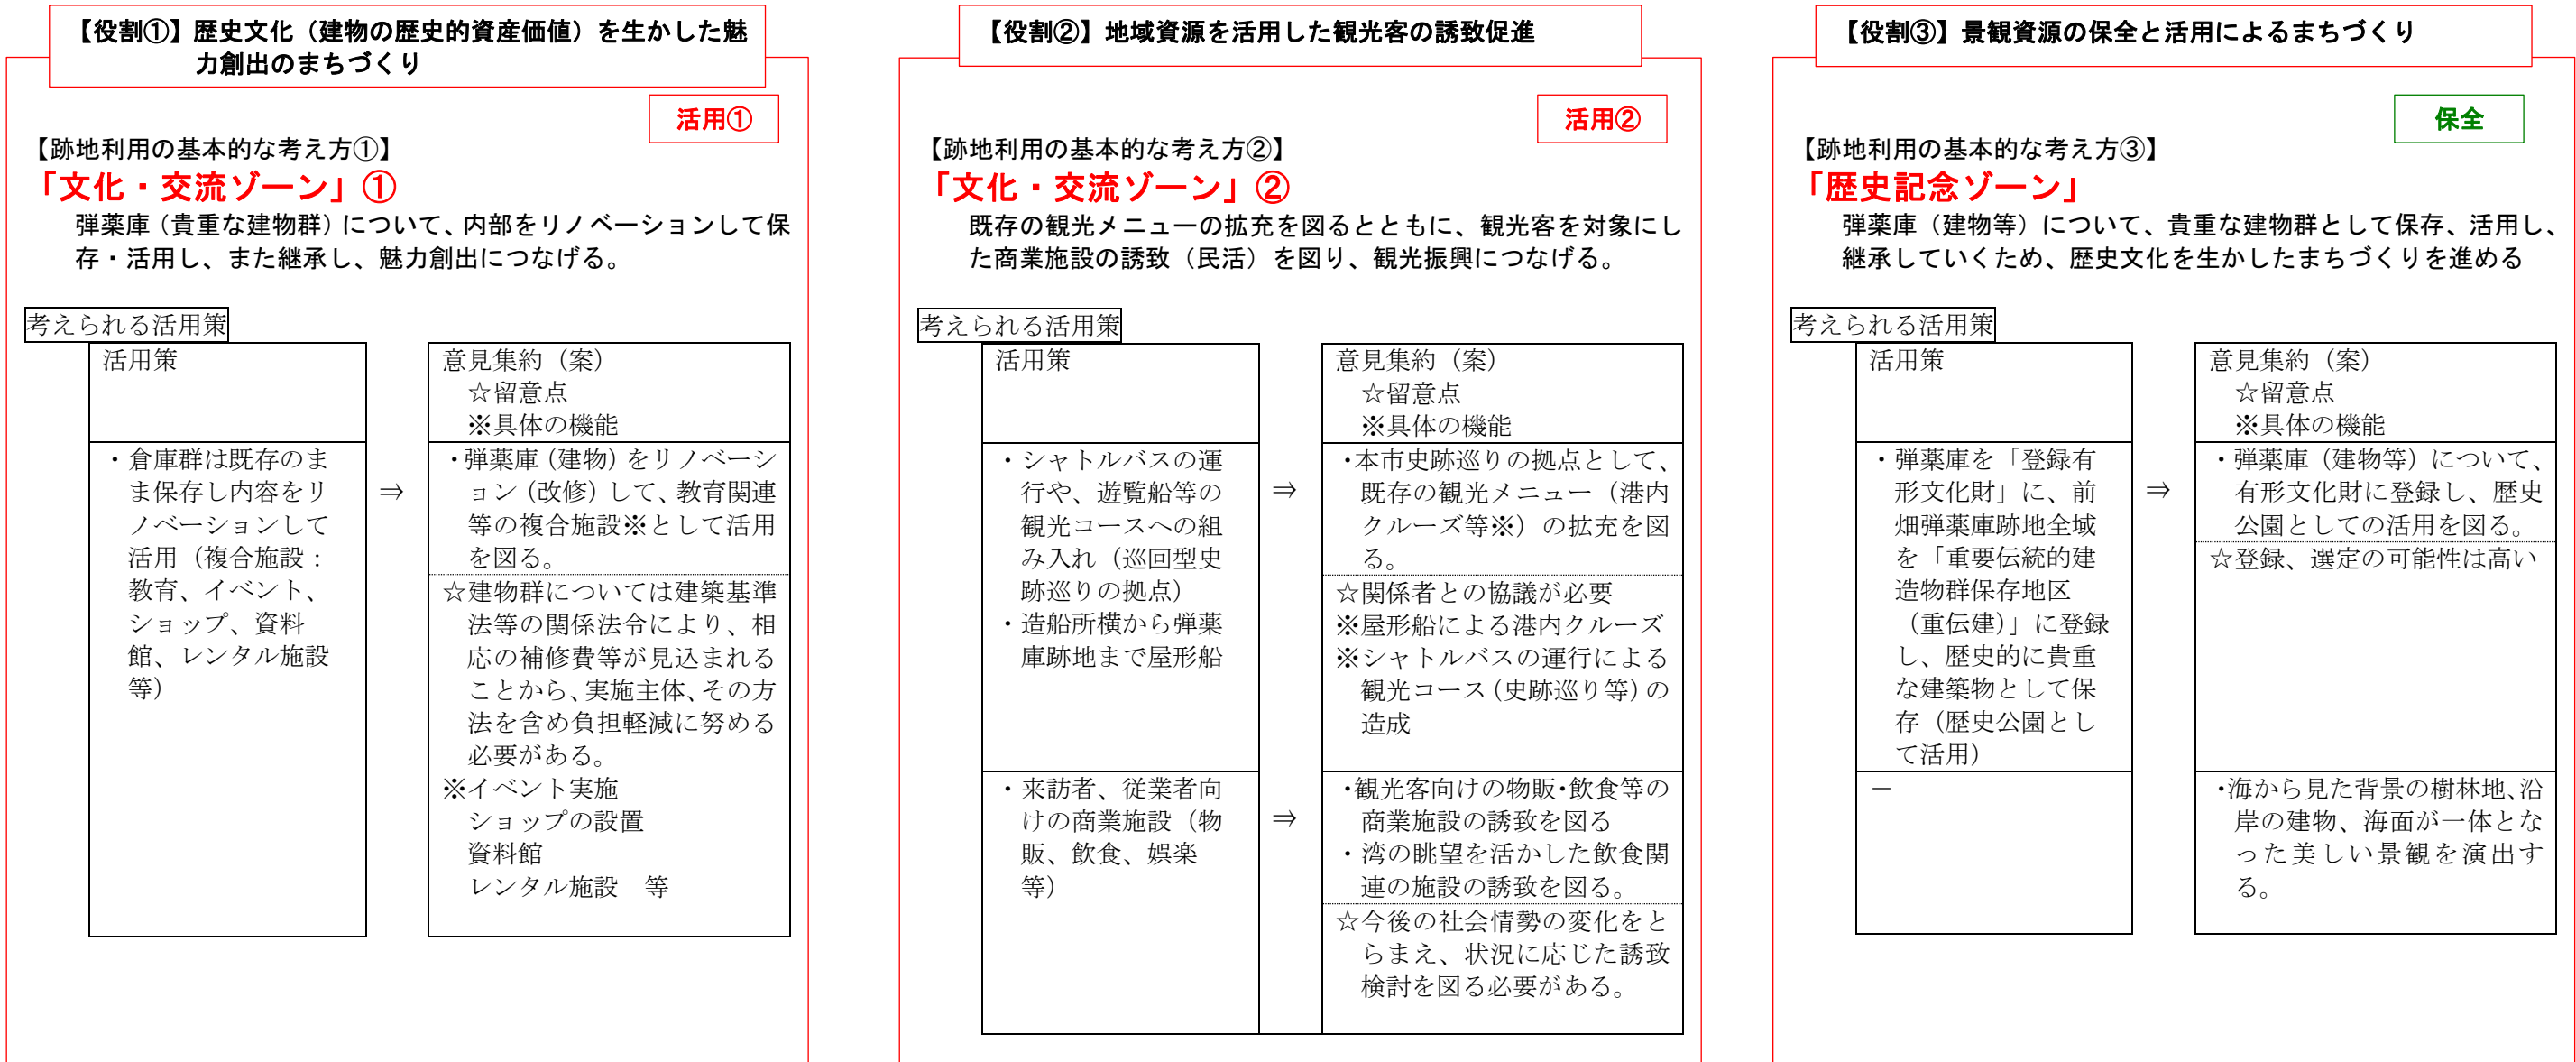 【役割①】歴史文化（建物の歴史的資産価値）を生かした魅
力創出のまちづくり
活用①
【跡地利用の基本的な考え方①】
「文化・交流ゾーン」①
弾薬庫（貴重な建物群）について、内部をリノベーションして保
存・活用し、また継承し、魅力創出につなげる。
考えられる活用策
活用策
意見集約（案）
☆留意点
※具体の機能
・倉庫群は既存のま
ま保存し内容をリ
ノベーションして
活用（複合施設：
教育、イベント、
ショップ、資料
館、レンタル施設
等）
⇒
・弾薬庫（建物）をリノベーシ
ョン（改修）して、教育関連
等の複合施設※として活用
を図る。
☆建物群については建築基準
法等の関係法令により、相
応の補修費等が見込まれる
ことから、実施主体、その方
法を含め負担軽減に努める
必要がある。
※イベント実施
ショップの設置
資料館
レンタル施設　等
【役割②】地域資源を活用した観光客の誘致促進
活用②
【跡地利用の基本的な考え方②】
「文化・交流ゾーン」②
既存の観光メニューの拡充を図るとともに、観光客を対象にし
た商業施設の誘致（民活）を図り、観光振興につなげる。
考えられる活用策
活用策
意見集約（案）
☆留意点
※具体の機能
・シャトルバスの運
行や、遊覧船等の
観光コースへの組
み入れ（巡回型史
跡巡りの拠点）
・造船所横から弾薬
庫跡地まで屋形船
⇒
・本市史跡巡りの拠点として、
既存の観光メニュー（港内
クルーズ等※）の拡充を図
る。
☆関係者との協議が必要
※屋形船による港内クルーズ
※シャトルバスの運行による
観光コース（史跡巡り等）の
造成
・来訪者、従業者向
けの商業施設（物
販、飲食、娯楽
等）
⇒
・観光客向けの物販・飲食等の
商業施設の誘致を図る
・湾の眺望を活かした飲食関
連の施設の誘致を図る。
☆今後の社会情勢の変化をと
らまえ、状況に応じた誘致
検討を図る必要がある。
【役割③】景観資源の保全と活用によるまちづくり
保全
【跡地利用の基本的な考え方③】
「歴史記念ゾーン」
弾薬庫（建物等）について、貴重な建物群として保存、活用し、
継承していくため、歴史文化を生かしたまちづくりを進める
考えられる活用策
活用策
意見集約（案）
☆留意点
※具体の機能
・弾薬庫を「登録有
形文化財」に、前
畑弾薬庫跡地全域
を「重要伝統的建
造物群保存地区
（重伝建）」に登録
し、歴史的に貴重
な建築物として保
存（歴史公園とし
て活用）
⇒
・弾薬庫（建物等）について、
有形文化財に登録し、歴史
公園としての活用を図る。
☆登録、選定の可能性は高い
－
・海から見た背景の樹林地、沿
岸の建物、海面が一体とな
った美しい景観を演出す
る。